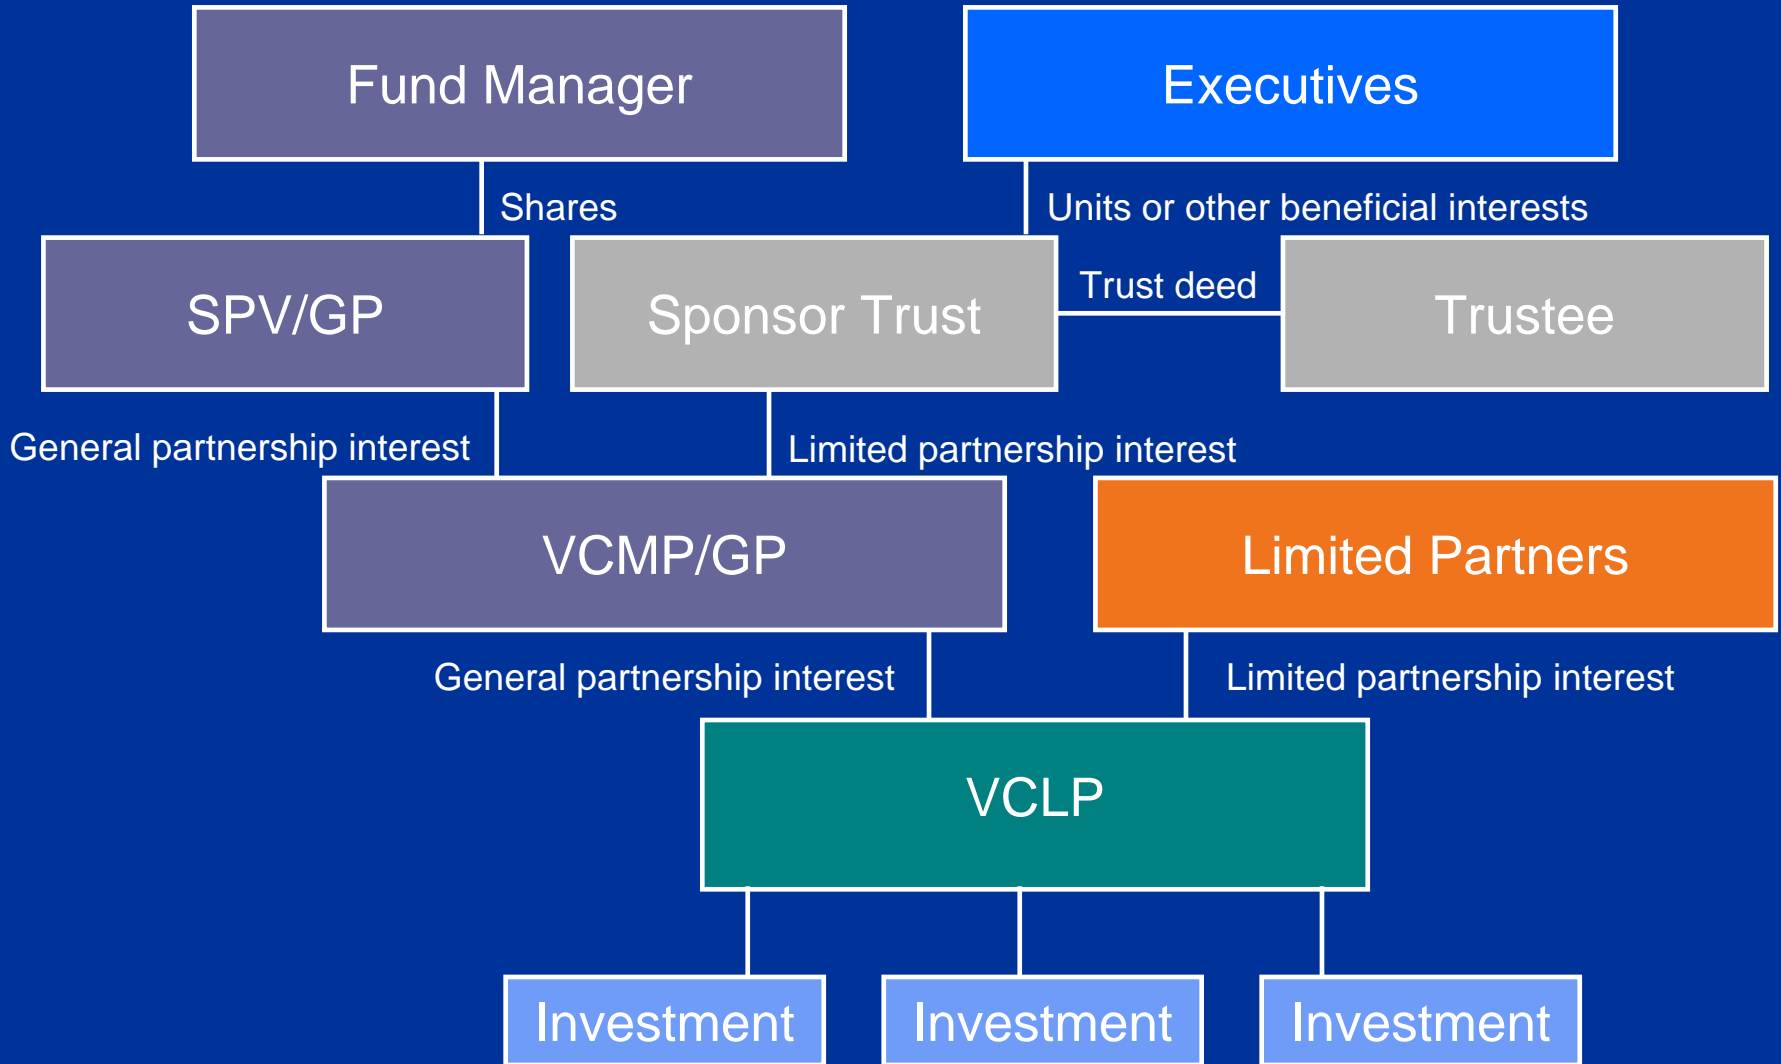 Fund Manager
Executives
Shares
Units or other beneficial interests
SPV/GP
Sponsor Trust
Trust deed
Trustee
General partnership interest
Limited partnership interest
VCMP/GP
Limited Partners
General partnership interest
Limited partnership interest
VCLP
Investment
Investment
Investment